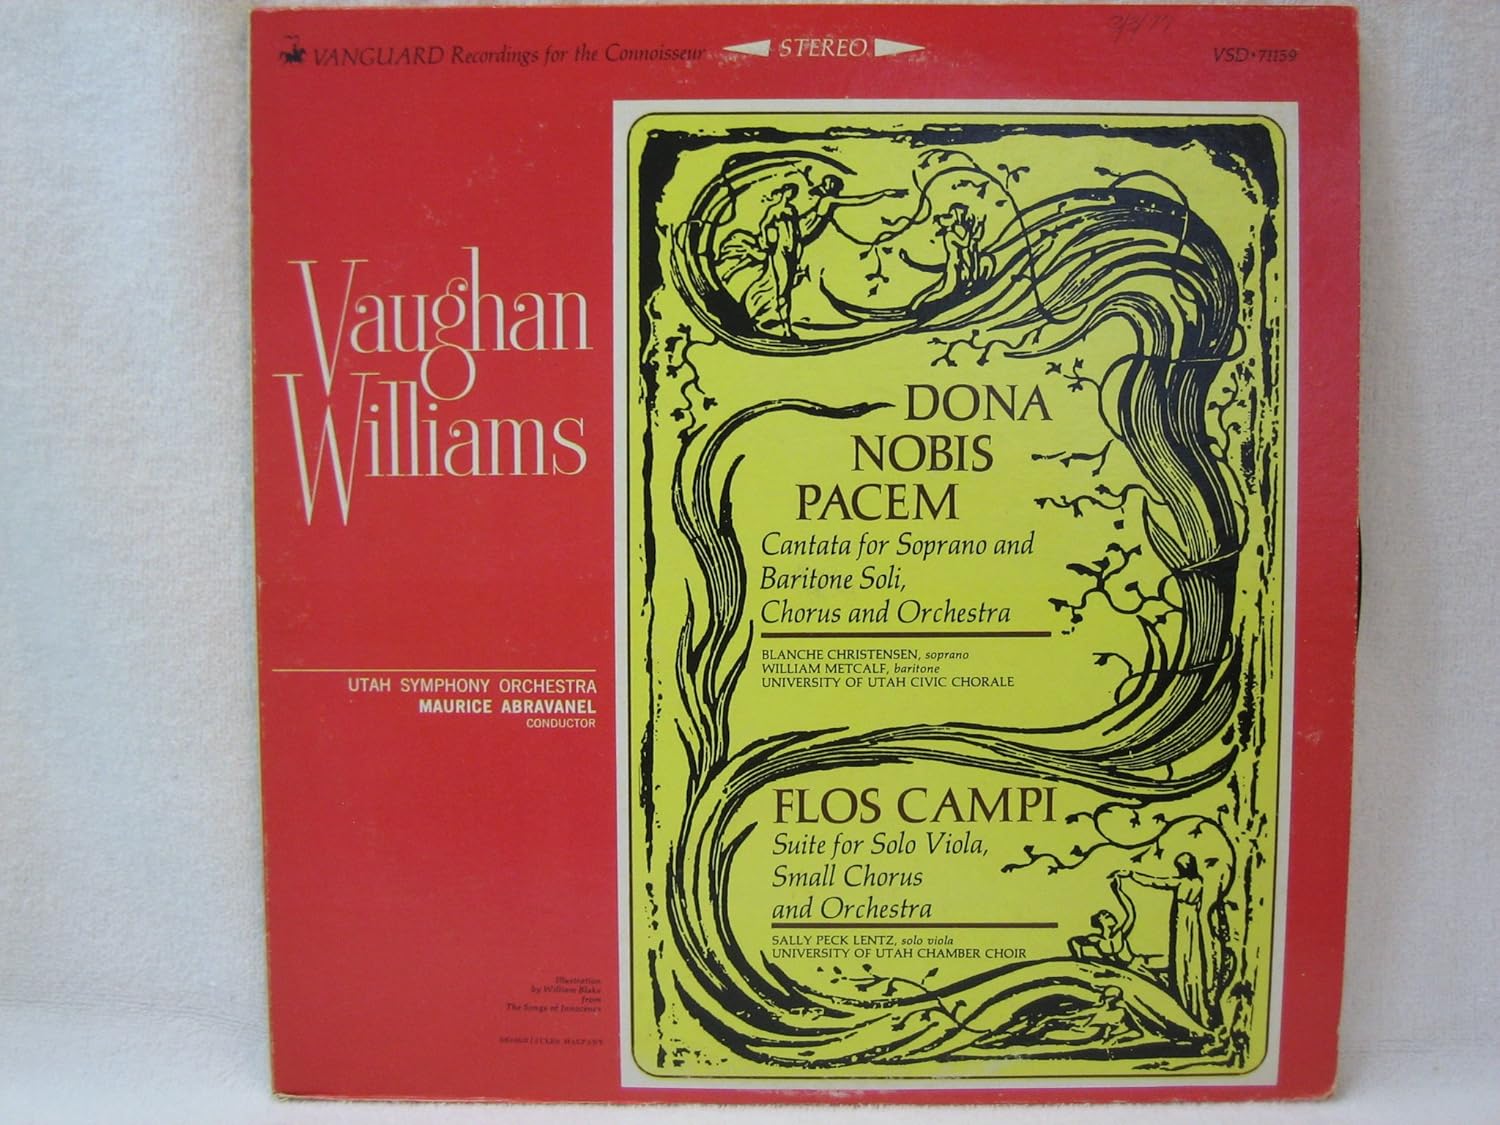 VANGUARD Recordings for the Connoisseur
STEREO
VSD•71159
Vaughan
Williams
UTAH SYMPHONY ORCHESTRA
MAURICE ABRAVANEL
CONDUCTOR
DONA
NOBIS
PACEM
Cantata for Soprano and
Baritone Soli,
Chorus and Orchestra
BLANCHE CHRISTENSEN, soprano
WILLIAM METCALF, baritone
UNIVERSITY OF UTAH CIVIC CHORALE
FLOS CAMPI
Suite for Solo Viola,
Small Chorus
and Orchestra
SALLY PECK LENTZ, solo viola
UNIVERSITY OF UTAH CHAMBER CHOIR
Illustration
by William Blake
from
The Songs of Innocence